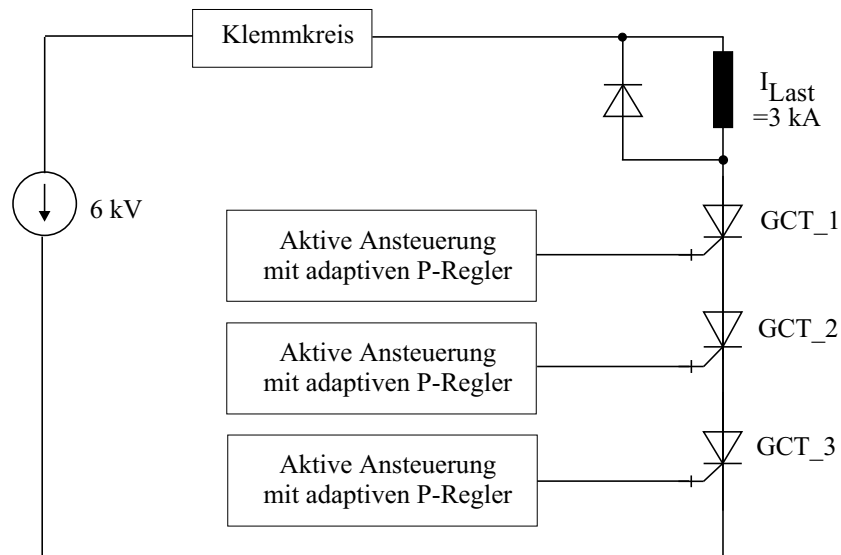 Klemmkreis
I_Last
=3 kA
6 kV
Aktive Ansteuerung
mit adaptiven P-Regler
GCT_1
Aktive Ansteuerung
mit adaptiven P-Regler
GCT_2
Aktive Ansteuerung
mit adaptiven P-Regler
GCT_3